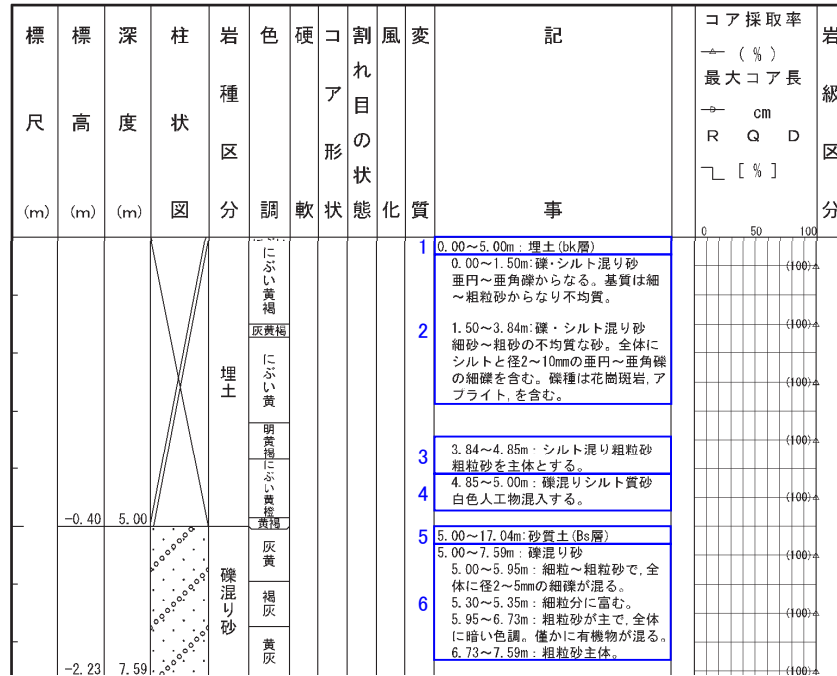 標尺(m)
標高(m)
深度(m)
柱状図
岩種区分
色調
硬軟
コア形状
割れ目の状態
風化
変質
記事
コア採取率
(%)
最大コア長
cm
R Q D
[%]
0 50 100
岩級区分
にぶい黄褐
灰黄褐
にぶい黄
明黄褐
にぶい黄橙
黄褐
灰黄
褐灰
黄灰
埋土
礫混り砂
-0.40 5.00
-2.23 7.59
1
0.00～5.00m：埋土(bk層)
2
0.00～1.50m:礫・シルト混り砂
亜円～亜角礫からなる。基質は細
～粗粒砂からなり不均質。
1.50～3.84m:礫・シルト混り砂
細砂～粗砂の不均質な砂。全体に
シルトと径2～10mmの亜円～亜角礫
の細礫を含む。礫種は花崗斑岩,ア
プライト,を含む。
3
3.84～4.85m：シルト混り粗粒砂
粗粒砂を主体とする。
4
4.85～5.00m：礫混りシルト質砂
白色人工物混入する。
5
5.00～17.04m:砂質土(Bs層)
6
5.00～7.59m：礫混り砂
5.00～5.95m：細粒～粗粒砂で,全
体に径2～5mmの細礫が混る。
5.30～5.35m：細粒分に富む。
5.95～6.73m：粗粒砂が主で,全体
に暗い色調。僅かに有機物が混る。
6.73～7.59m：粗粒砂主体。
(100)
(100)
(100)
(100)
(100)
(100)
(100)
(100)